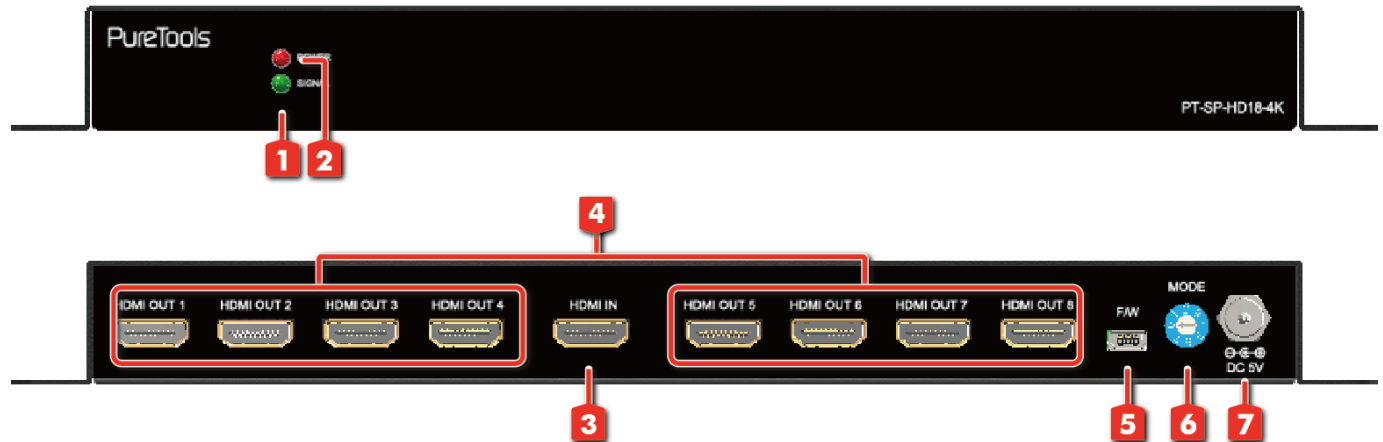 PureTools
POWER
SIGNAL
PT-SP-HD18-4K
1
2
4
HDMI OUT 1
HDMI OUT 2
HDMI OUT 3
HDMI OUT 4
HDMI IN
HDMI OUT 5
HDMI OUT 6
HDMI OUT 7
HDMI OUT 8
F/W
MODE
DC 5V
3
5
6
7